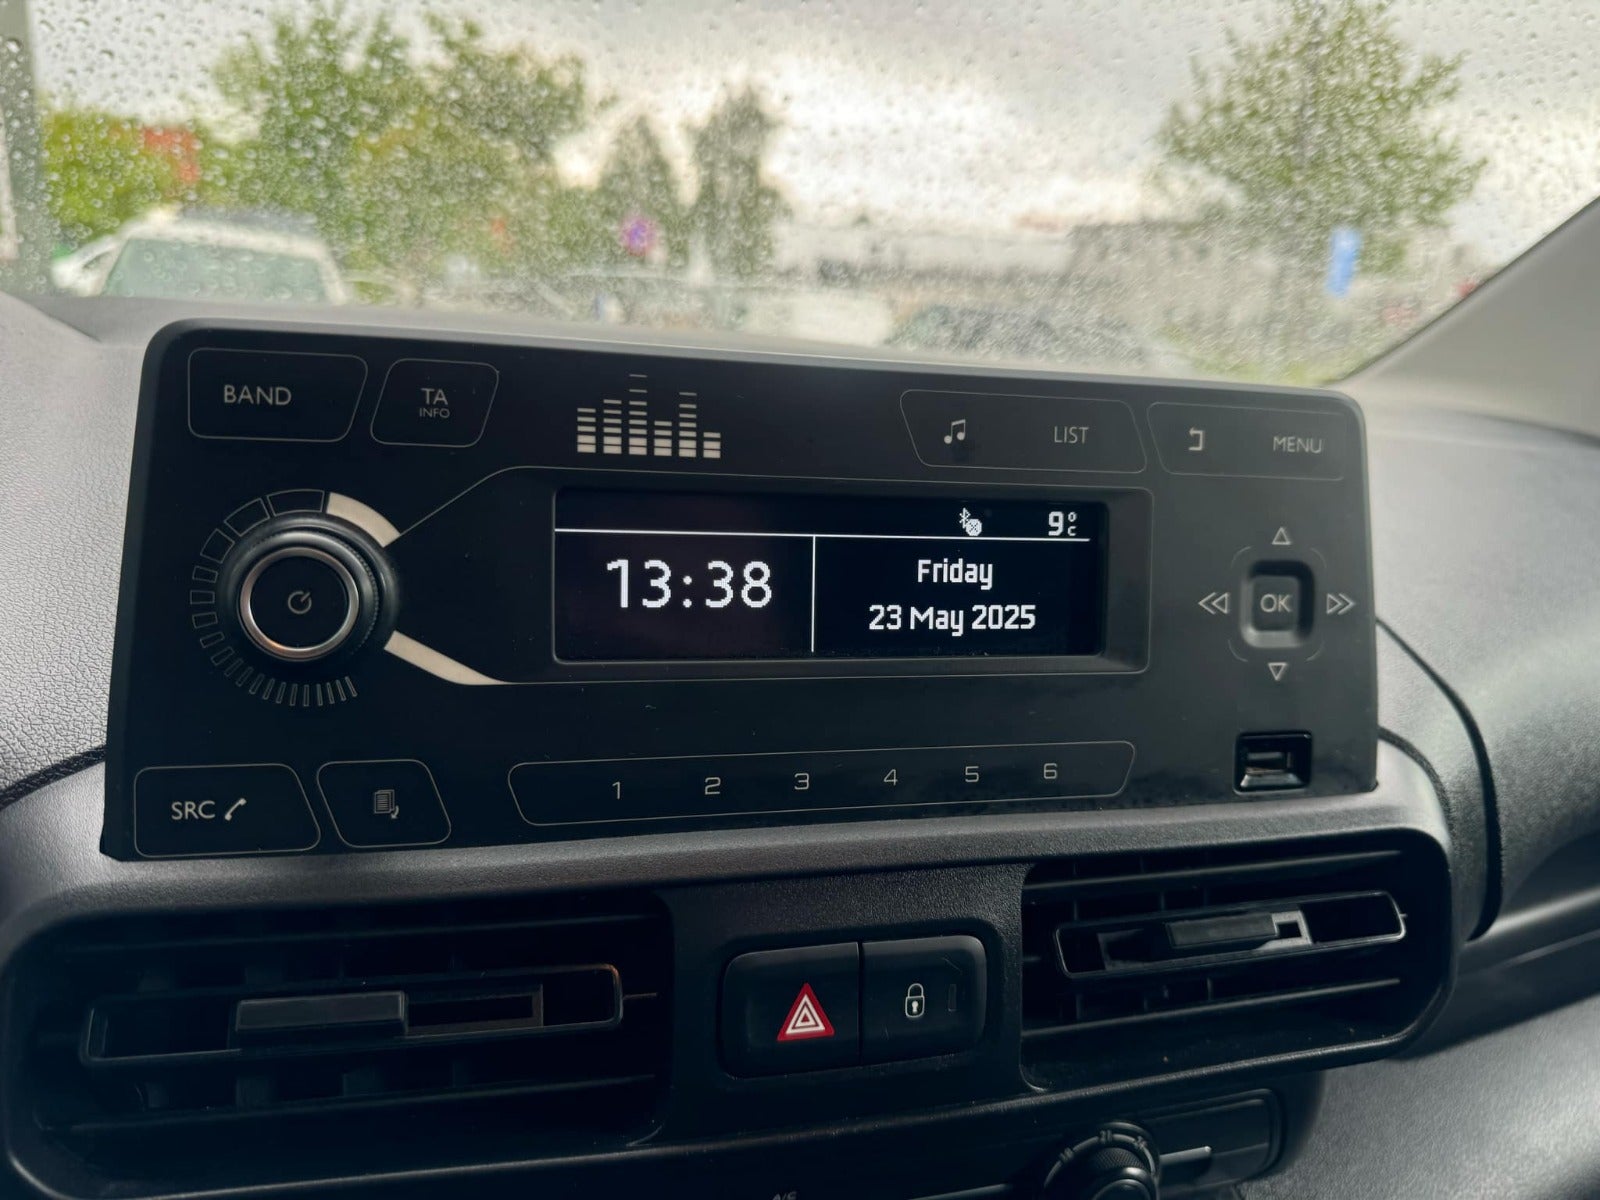 BAND
TA
INFO
LIST
MENU
9°C
13:38
Friday
23 May 2025
OK
SRC
1 2 3 4 5 6
A/C